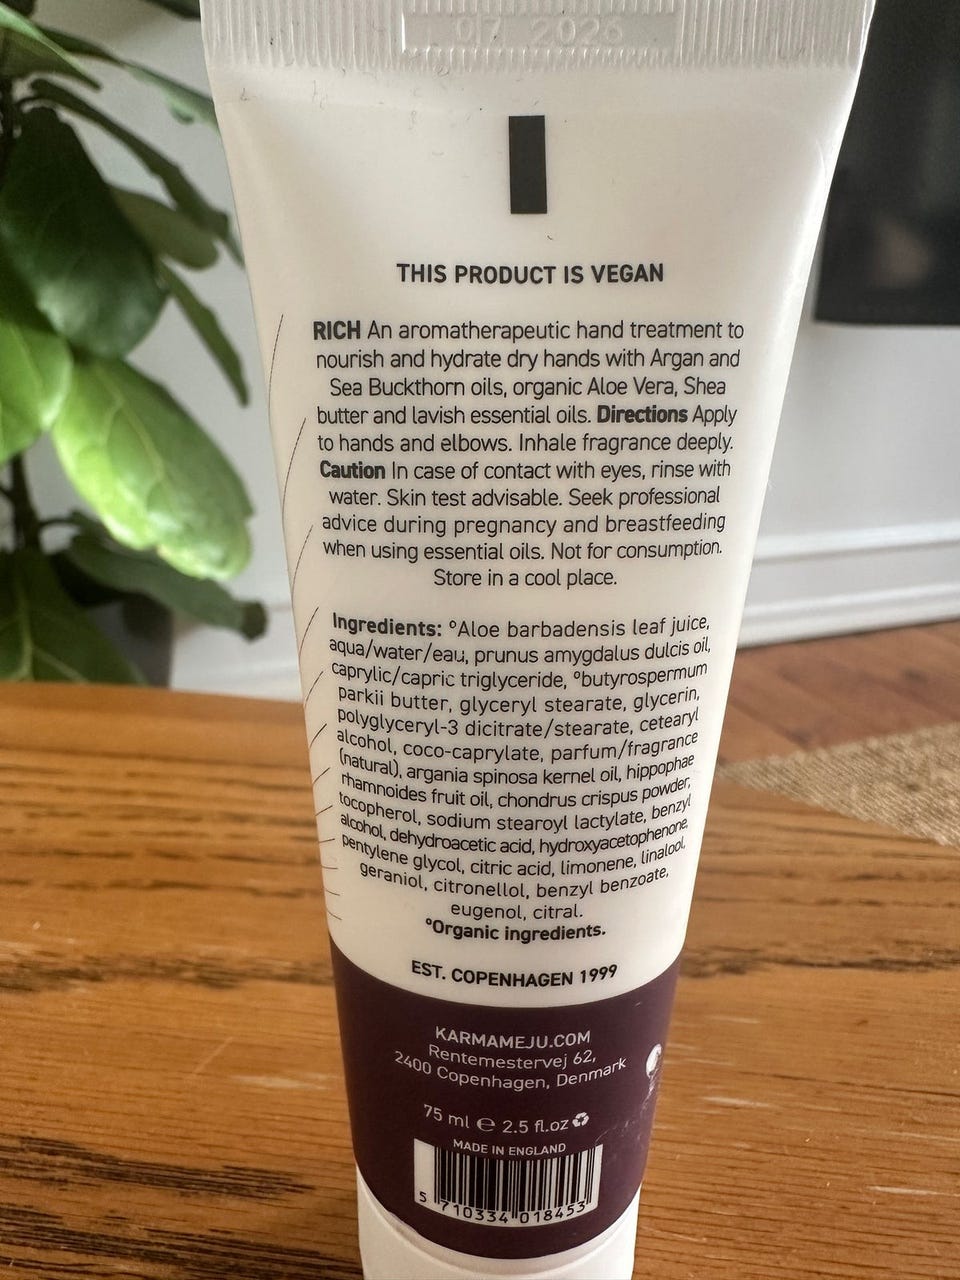 07 2026
THIS PRODUCT IS VEGAN
RICH An aromatherapeutic hand treatment to
nourish and hydrate dry hands with Argan and
Sea Buckthorn oils, organic Aloe Vera, Shea
butter and lavish essential oils. Directions Apply
to hands and elbows. Inhale fragrance deeply.
Caution In case of contact with eyes, rinse with
water. Skin test advisable. Seek professional
advice during pregnancy and breastfeeding
when using essential oils. Not for consumption.
Store in a cool place.
Ingredients: °Aloe barbadensis leaf juice,
aqua/water/eau, prunus amygdalus dulcis oil,
caprylic/capric triglyceride, °butyrospermum
parkii butter, glyceryl stearate, glycerin,
polyglyceryl-3 dicitrate/stearate, cetearyl
alcohol, coco-caprylate, parfum/fragrance
(natural), argania spinosa kernel oil, hippophae
rhamnoides fruit oil, chondrus crispus powder,
tocopherol, sodium stearoyl lactylate, benzyl
alcohol, dehydroacetic acid, hydroxyacetophenone,
pentylene glycol, citric acid, limonene, linalool,
geraniol, citronellol, benzyl benzoate,
eugenol, citral.
°Organic ingredients.
EST. COPENHAGEN 1999
KARMAMEJU.COM
Rentemestervej 62,
2400 Copenhagen, Denmark
75 ml ℮ 2.5 fl.oz
MADE IN ENGLAND
5 710334 018453